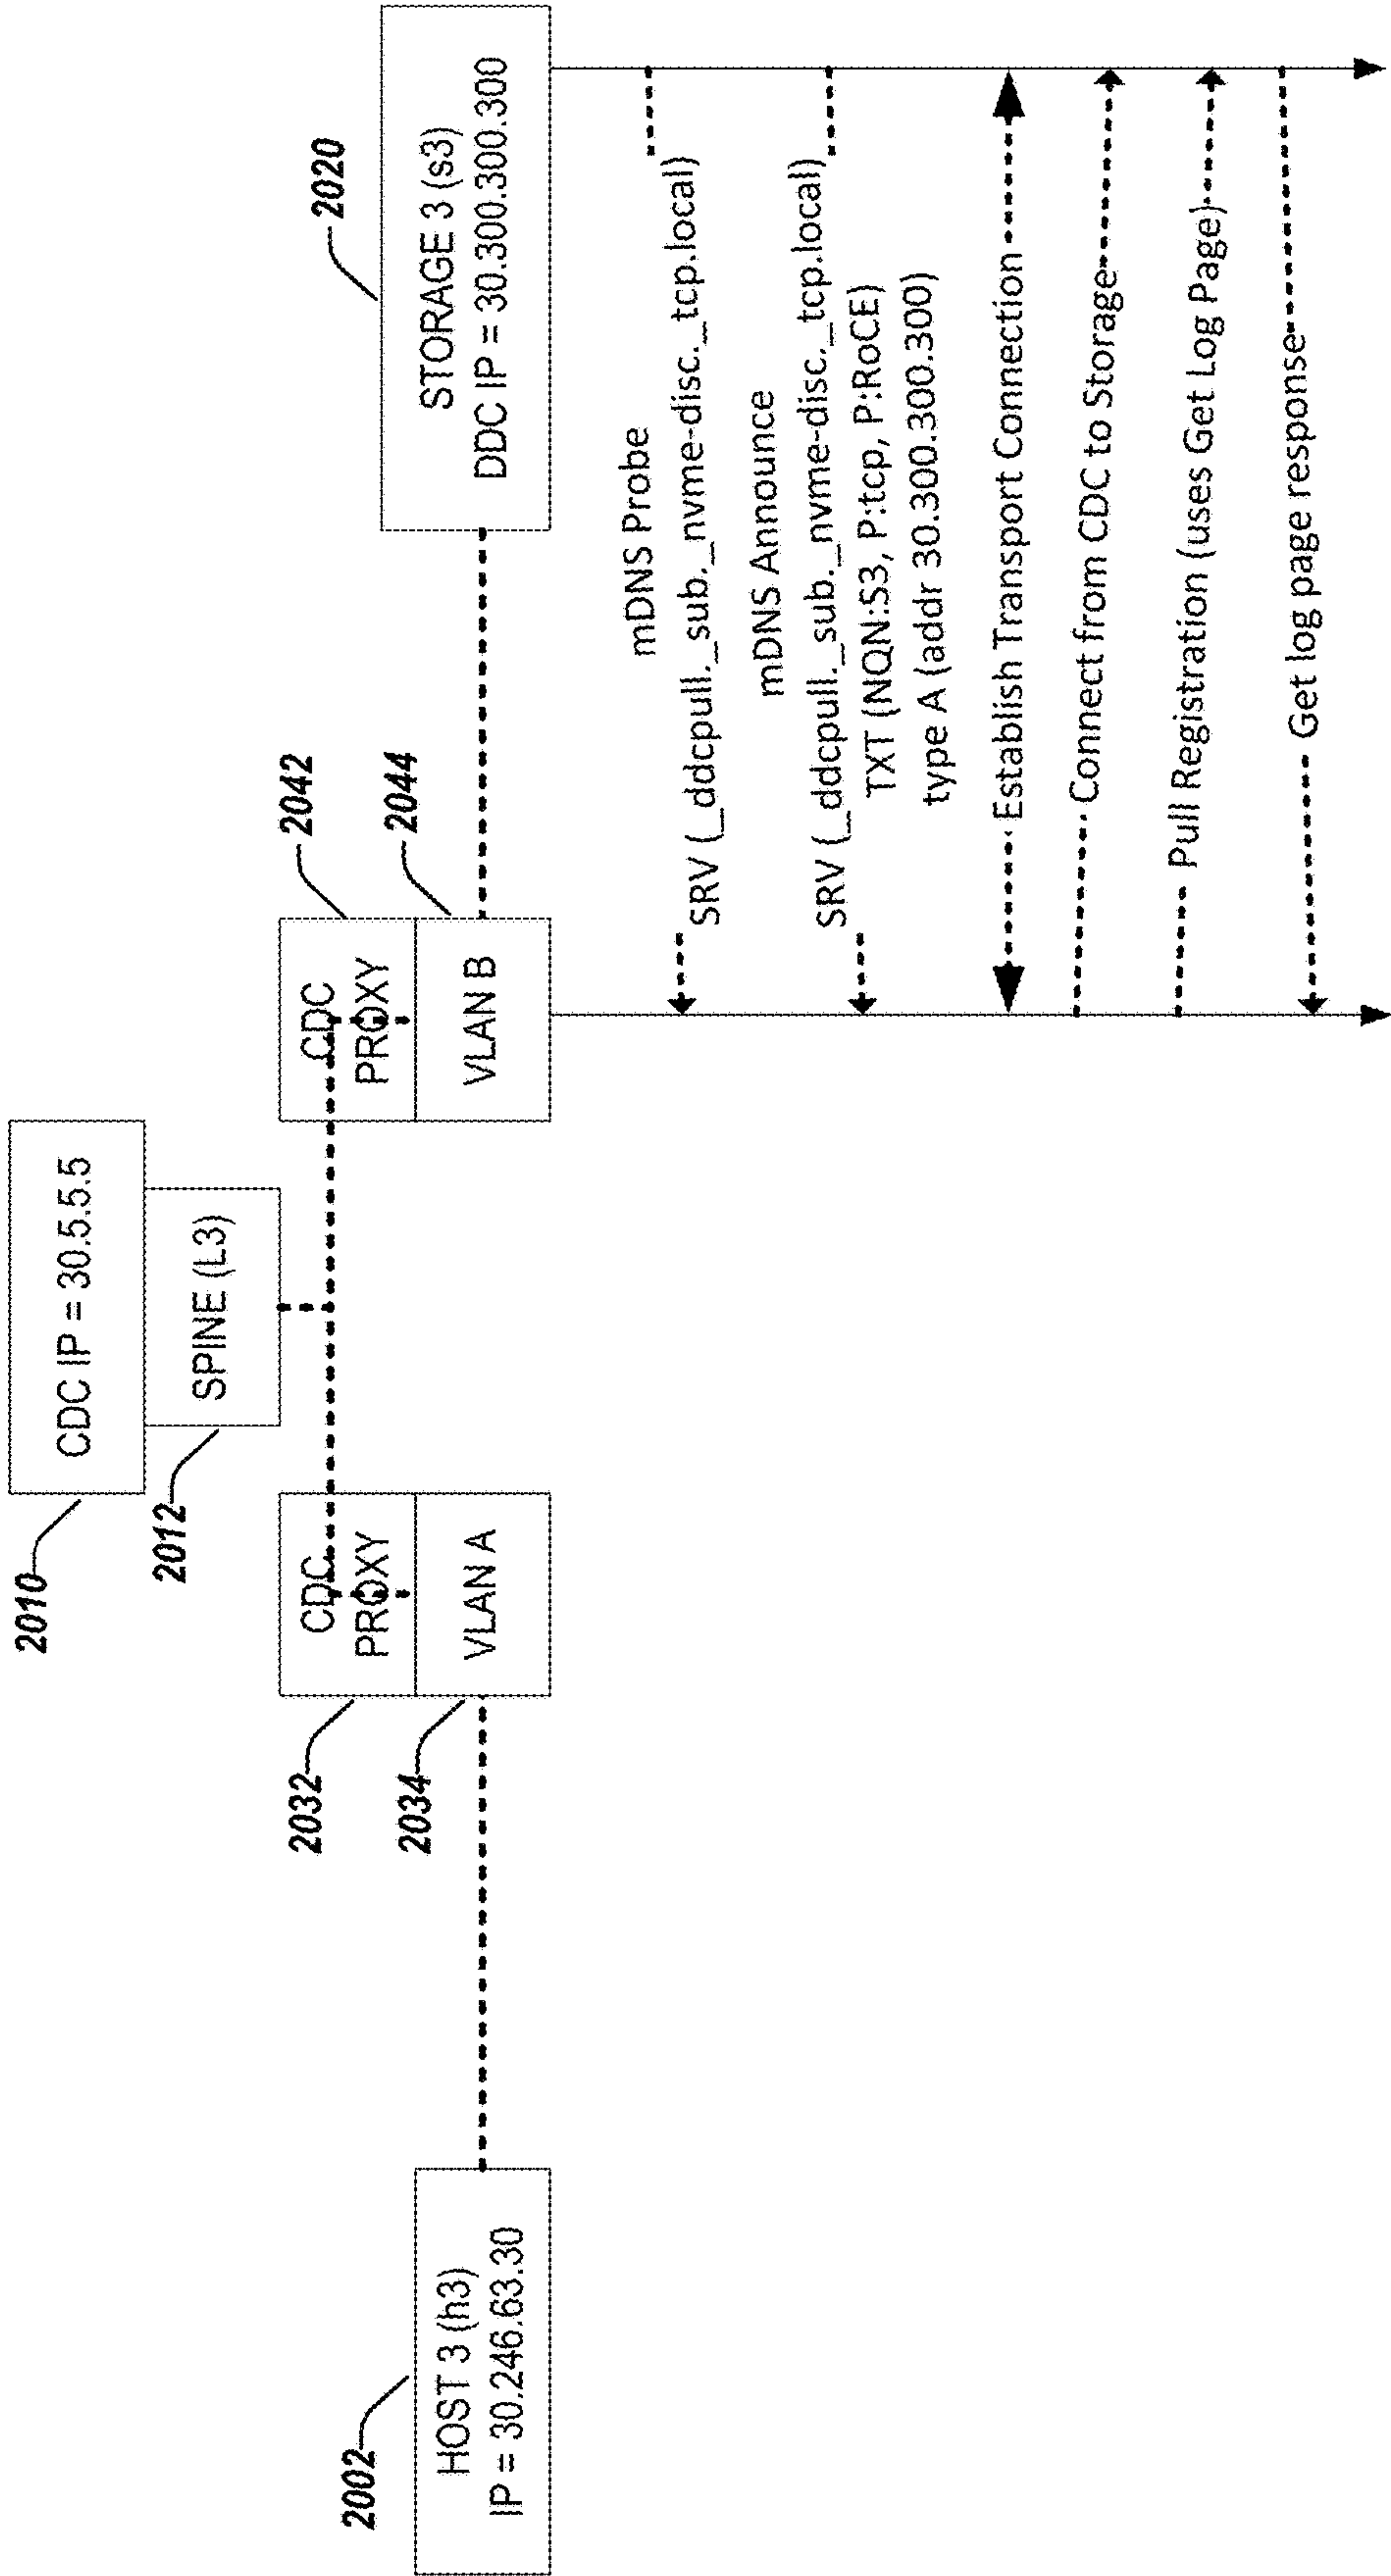 2010
CDC IP = 30.5.5.5
2012
SPINE (L3)
2002
HOST 3 (h3)
IP = 30.246.63.30
2032
CDC
PROXY
2034
VLAN A
CDC
PROXY
2042
VLAN B
2044
2020
STORAGE 3 (s3)
DDC IP = 30.300.300.300
mDNS Probe
SRV (_ddcpull._sub._nvme-disc._tcp.local)
mDNS Announce
SRV (_ddcpull._sub._nvme-disc._tcp.local)
TXT (NQN:S3, P:tcp, P:RoCE)
type A (addr 30.300.300.300)
Establish Transport Connection
Connect from CDC to Storage
Pull Registration (uses Get Log Page)
Get log page response